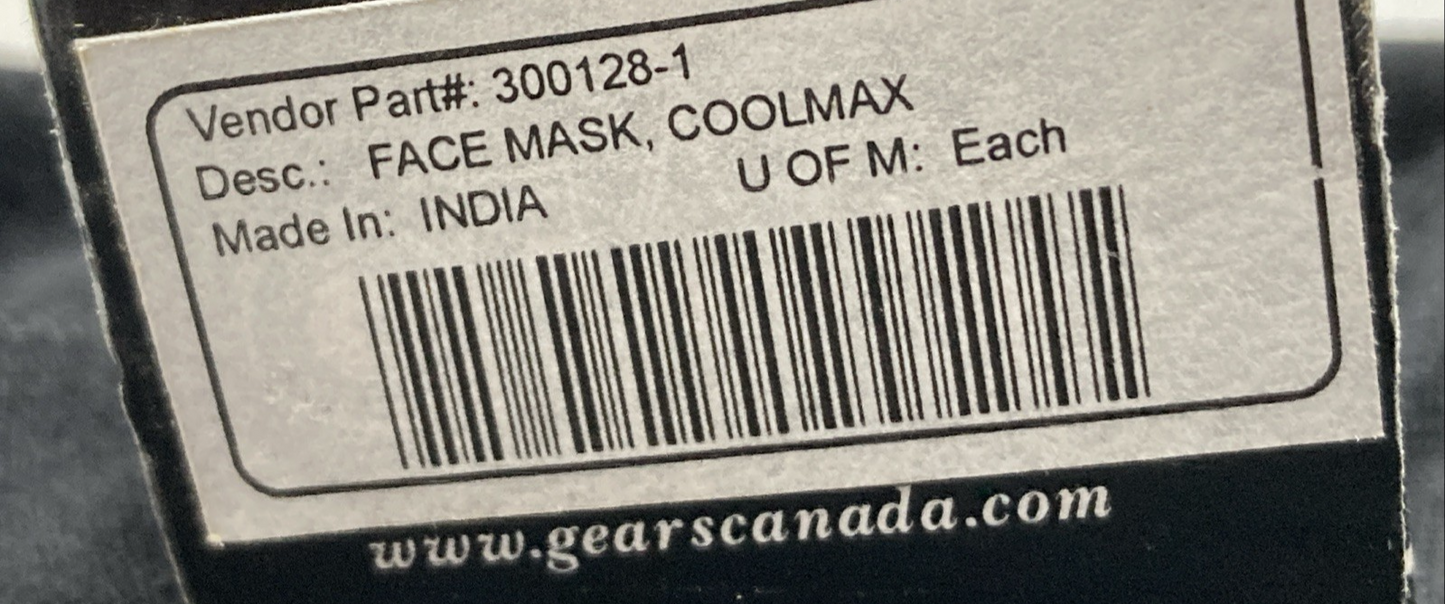 Vendor Part#: 300128-1
Desc.: FACE MASK, COOLMAX
Made In: INDIA U OF M: Each
www.gearscanada.com